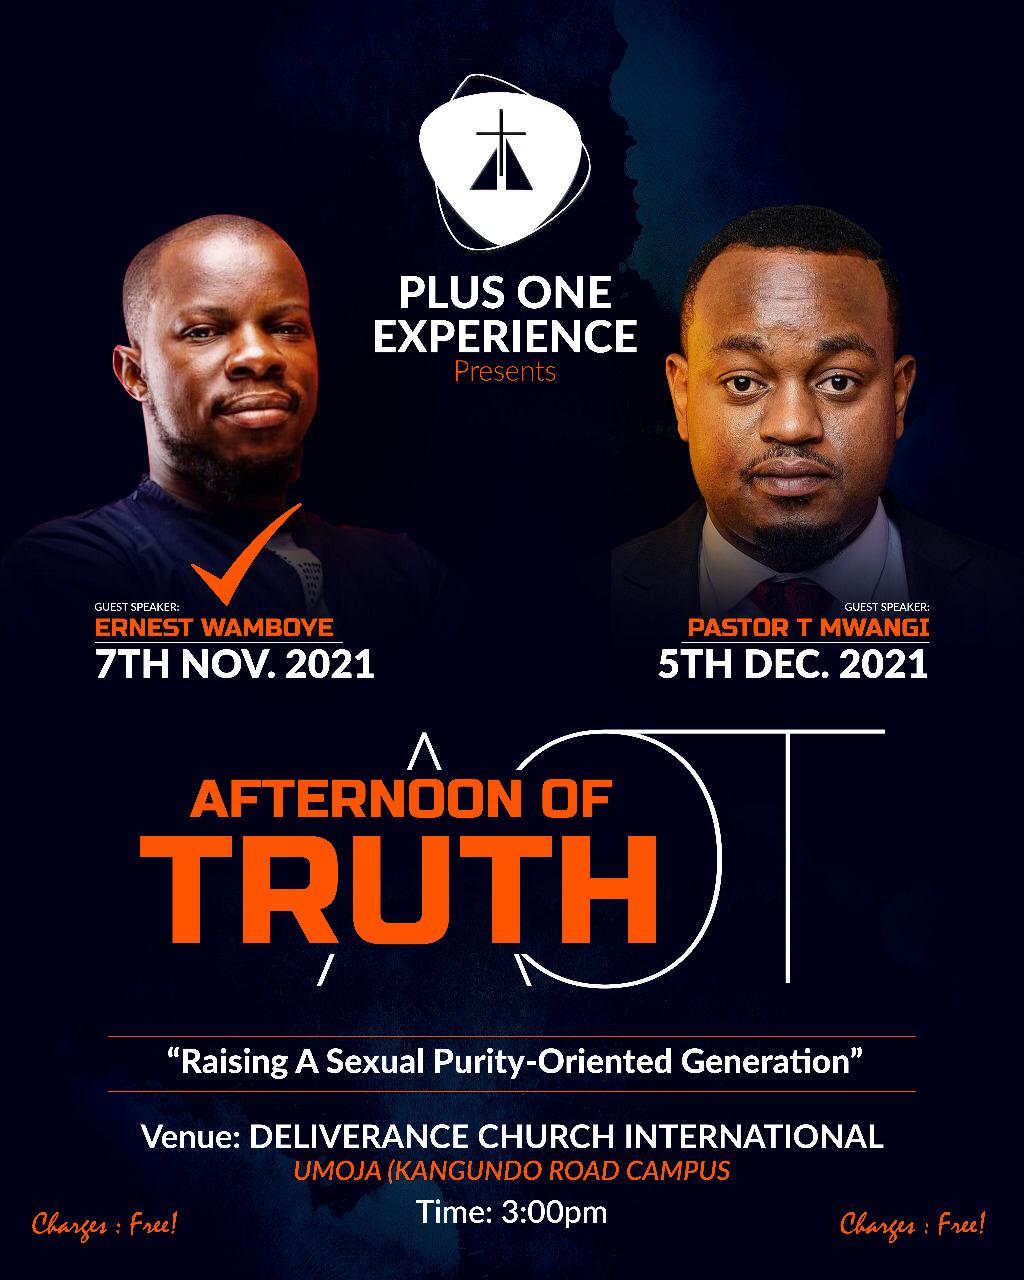 PLUS ONE
EXPERIENCE
Presents
GUEST SPEAKER:
ERNEST WAMBOYE
7TH NOV. 2021
GUEST SPEAKER:
PASTOR T MWANGI
5TH DEC. 2021
AOT
AFTERNOON OF
TRUTH
“Raising A Sexual Purity-Oriented Generation”
Venue: DELIVERANCE CHURCH INTERNATIONAL
UMOJA (KANGUNDO ROAD CAMPUS
Time: 3:00pm
Charges : Free!
Charges : Free!